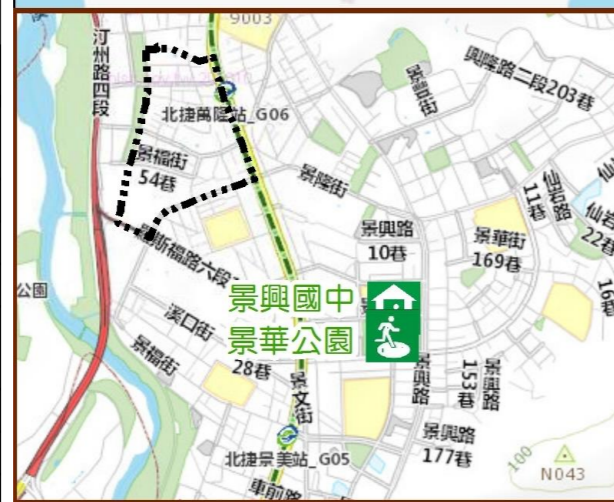 9003
汀州路四段
北捷萬隆站_G06
景豐街
興隆路二段203巷
景福街
54巷
景隆街
仙岩路
11巷
仙岩
22巷
景興路
10巷
景華街
169巷
16巷
公園
羅斯福路六段
景興國中
景華公園
溪口街
景福街
28巷
景文街
景興路
景興路
153巷
景興路
177巷
北捷景美站_G05
車前路
100
N043